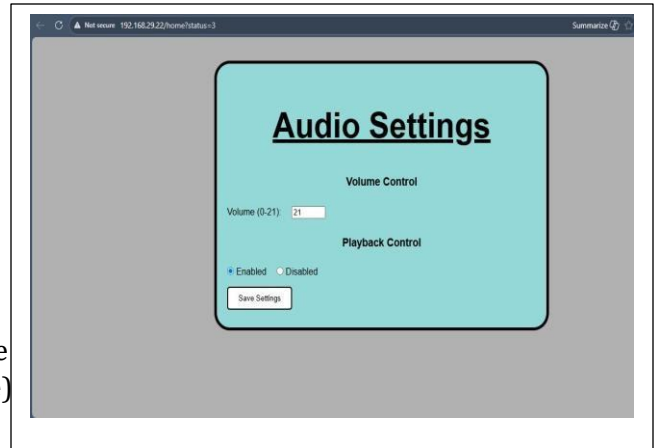 Not secure 192.168.29.22/home?status=3 Summarize
Audio Settings
Volume Control
Volume (0-21): 21
Playback Control
Enabled Disabled
Save Settings
e
)